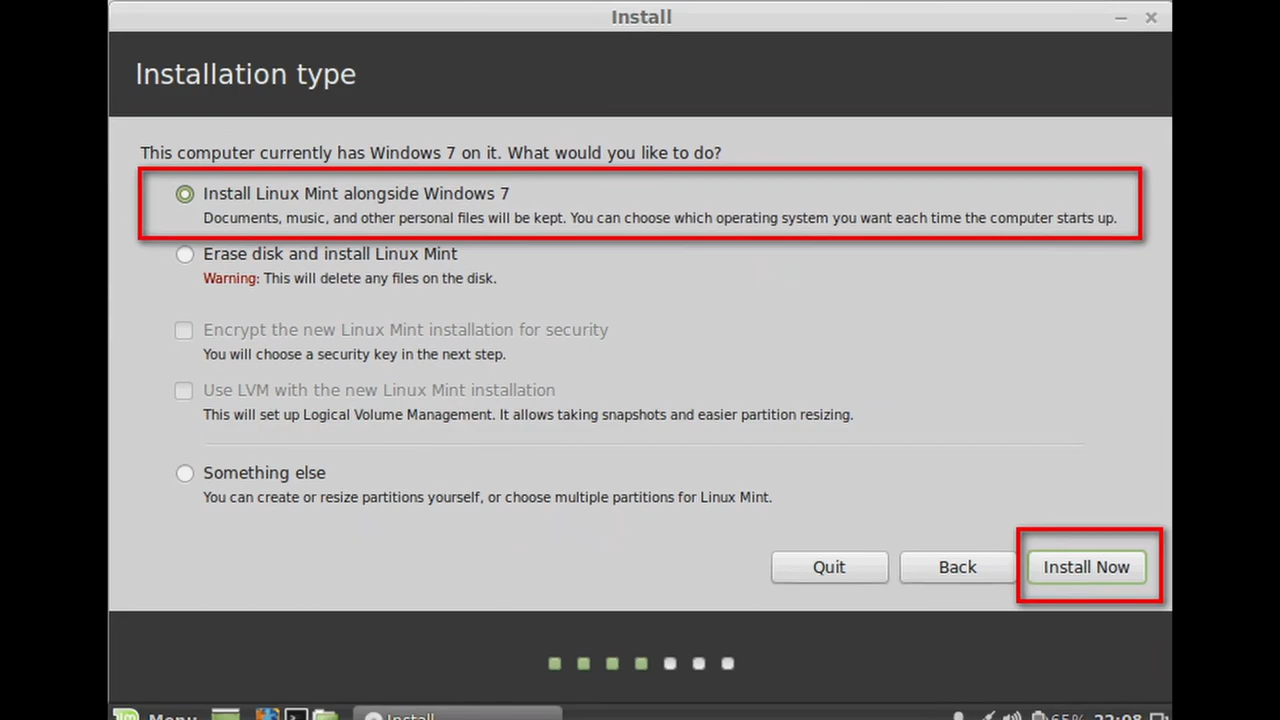 Install
Installation type
This computer currently has Windows 7 on it. What would you like to do?
Install Linux Mint alongside Windows 7
Documents, music, and other personal files will be kept. You can choose which operating system you want each time the computer starts up.
Erase disk and install Linux Mint
Warning: This will delete any files on the disk.
Encrypt the new Linux Mint installation for security
You will choose a security key in the next step.
Use LVM with the new Linux Mint installation
This will set up Logical Volume Management. It allows taking snapshots and easier partition resizing.
Something else
You can create or resize partitions yourself, or choose multiple partitions for Linux Mint.
Quit Back Install Now
Menu Install 65% 22:08